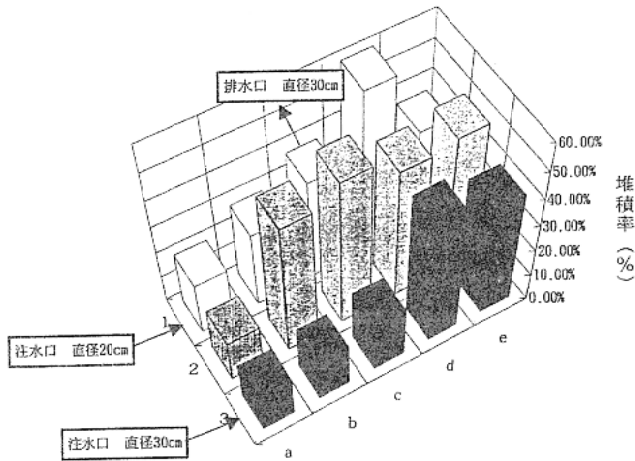 排水口 直径30cm
60.00%
50.00%
40.00%
30.00%
20.00%
10.00%
0.00%
堆積率(%)
1
2
3
注水口 直径20cm
注水口 直径30cm
a
b
c
d
e